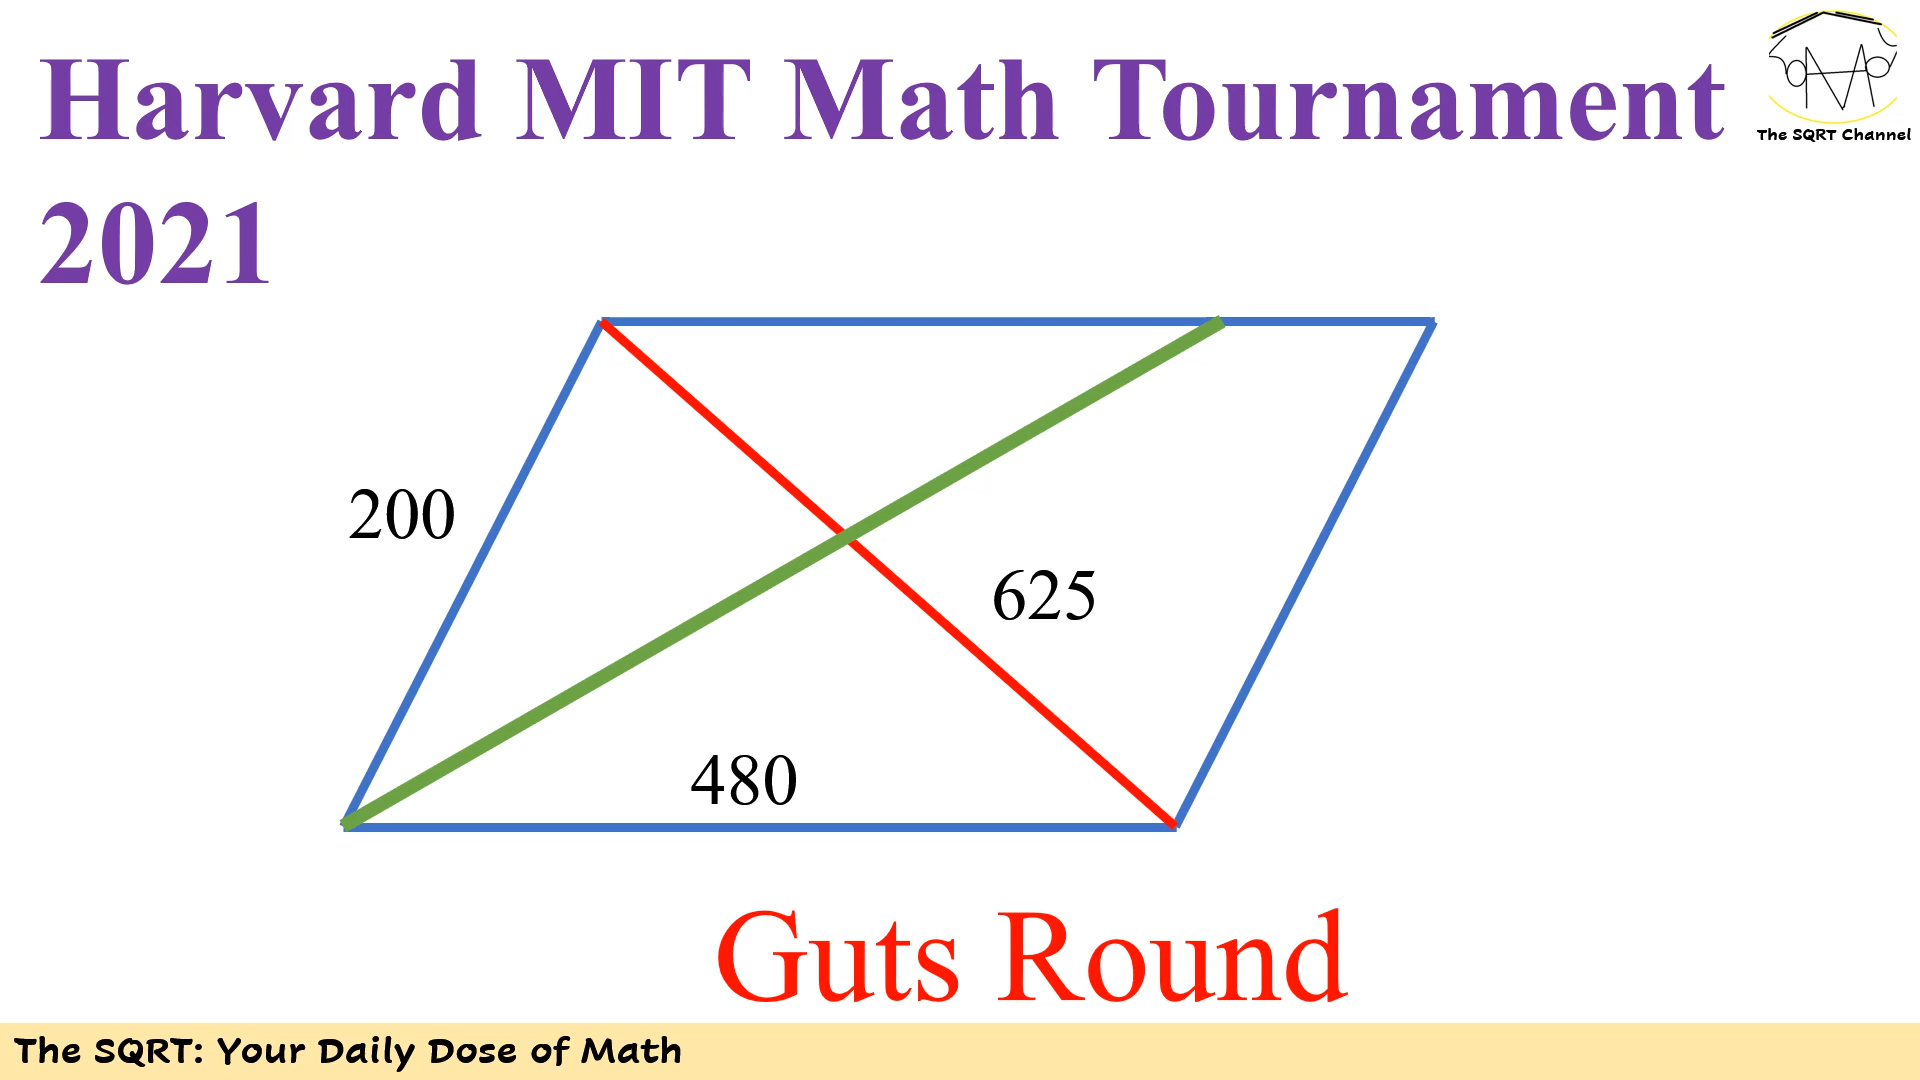 Harvard MIT Math Tournament
The SQRT Channel
2021
200
625
480
Guts Round
The SQRT: Your Daily Dose of Math